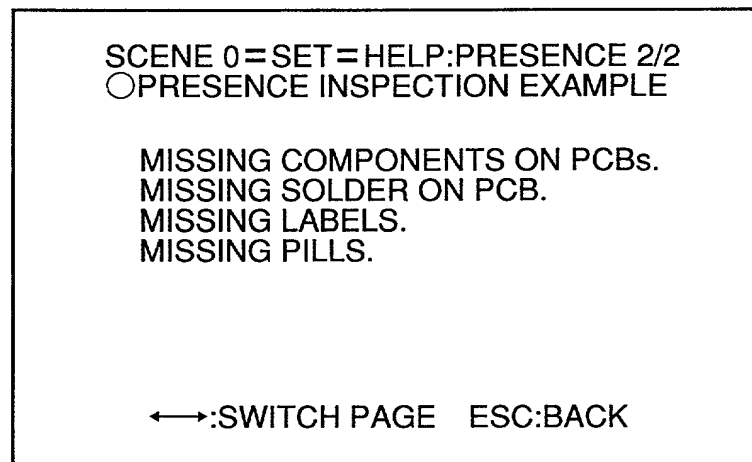 SCENE 0=SET=HELP:PRESENCE 2/2
○PRESENCE INSPECTION EXAMPLE
MISSING COMPONENTS ON PCBs.
MISSING SOLDER ON PCB.
MISSING LABELS.
MISSING PILLS.
←→:SWITCH PAGE ESC:BACK